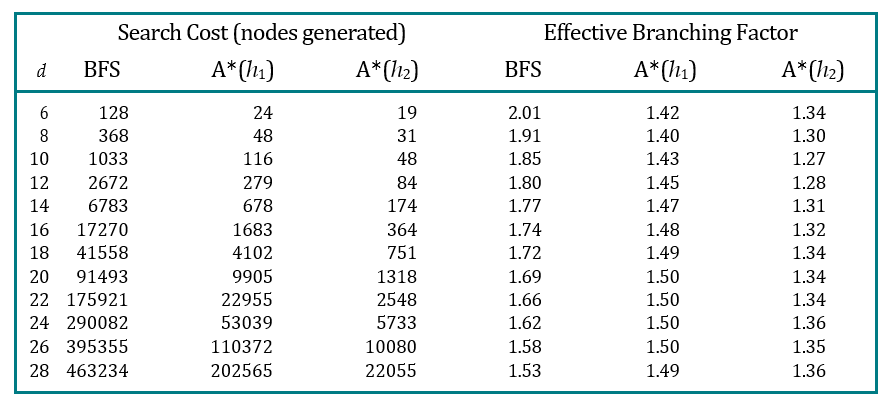 Search Cost (nodes generated) Effective Branching Factor
d BFS A*(h₁) A*(h₂) BFS A*(h₁) A*(h₂)
6 128 24 19 2.01 1.42 1.34
8 368 48 31 1.91 1.40 1.30
10 1033 116 48 1.85 1.43 1.27
12 2672 279 84 1.80 1.45 1.28
14 6783 678 174 1.77 1.47 1.31
16 17270 1683 364 1.74 1.48 1.32
18 41558 4102 751 1.72 1.49 1.34
20 91493 9905 1318 1.69 1.50 1.34
22 175921 22955 2548 1.66 1.50 1.34
24 290082 53039 5733 1.62 1.50 1.36
26 395355 110372 10080 1.58 1.50 1.35
28 463234 202565 22055 1.53 1.49 1.36